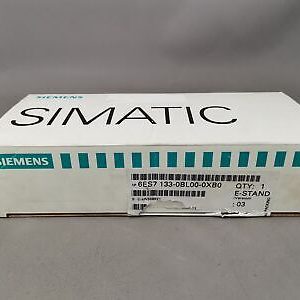 SIEMENS
SIMATIC
SIEMENS
6ES7 133-0BL00-0XB0
QTY: 1
E-STAND
: 03